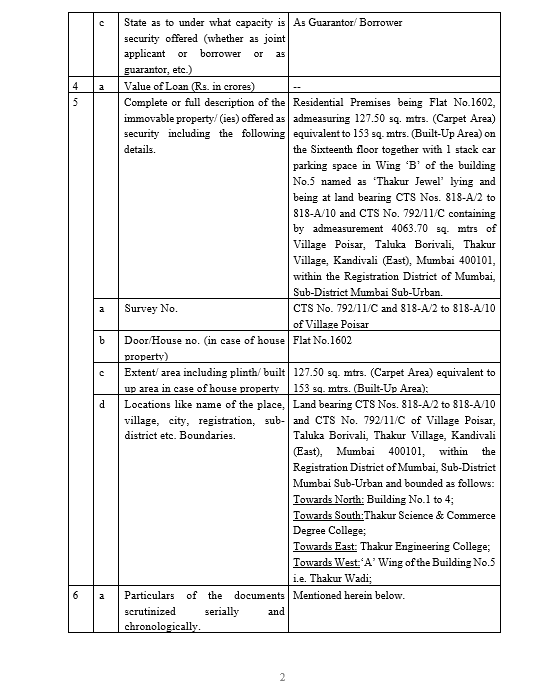 c State as to under what capacity is As Guarantor/ Borrower
security offered (whether as joint
applicant or borrower or as
guarantor, etc.)
4 a Value of Loan (Rs. in crores) --
5 Complete or full description of the Residential Premises being Flat No.1602,
immovable property/ (ies) offered as admeasuring 127.50 sq. mtrs. (Carpet Area)
security including the following equivalent to 153 sq. mtrs. (Built-Up Area) on
details. the Sixteenth floor together with 1 stack car
parking space in Wing ‘B’ of the building
No.5 named as ‘Thakur Jewel’ lying and
being at land bearing CTS Nos. 818-A/2 to
818-A/10 and CTS No. 792/11/C containing
by admeasurement 4063.70 sq. mtrs of
Village Poisar, Taluka Borivali, Thakur
Village, Kandivali (East), Mumbai 400101,
within the Registration District of Mumbai,
Sub-District Mumbai Sub-Urban.
a Survey No. CTS No. 792/11/C and 818-A/2 to 818-A/10
of Village Poisar
b Door/House no. (in case of house Flat No.1602
property)
c Extent/ area including plinth/ built 127.50 sq. mtrs. (Carpet Area) equivalent to
up area in case of house property 153 sq. mtrs. (Built-Up Area);
d Locations like name of the place, Land bearing CTS Nos. 818-A/2 to 818-A/10
village, city, registration, sub- and CTS No. 792/11/C of Village Poisar,
district etc. Boundaries. Taluka Borivali, Thakur Village, Kandivali
(East), Mumbai 400101, within the
Registration District of Mumbai, Sub-District
Mumbai Sub-Urban and bounded as follows:
Towards North: Building No.1 to 4;
Towards South:Thakur Science & Commerce
Degree College;
Towards East: Thakur Engineering College;
Towards West:‘A’ Wing of the Building No.5
i.e. Thakur Wadi;
6 a Particulars of the documents Mentioned herein below.
scrutinized serially and
chronologically.
2